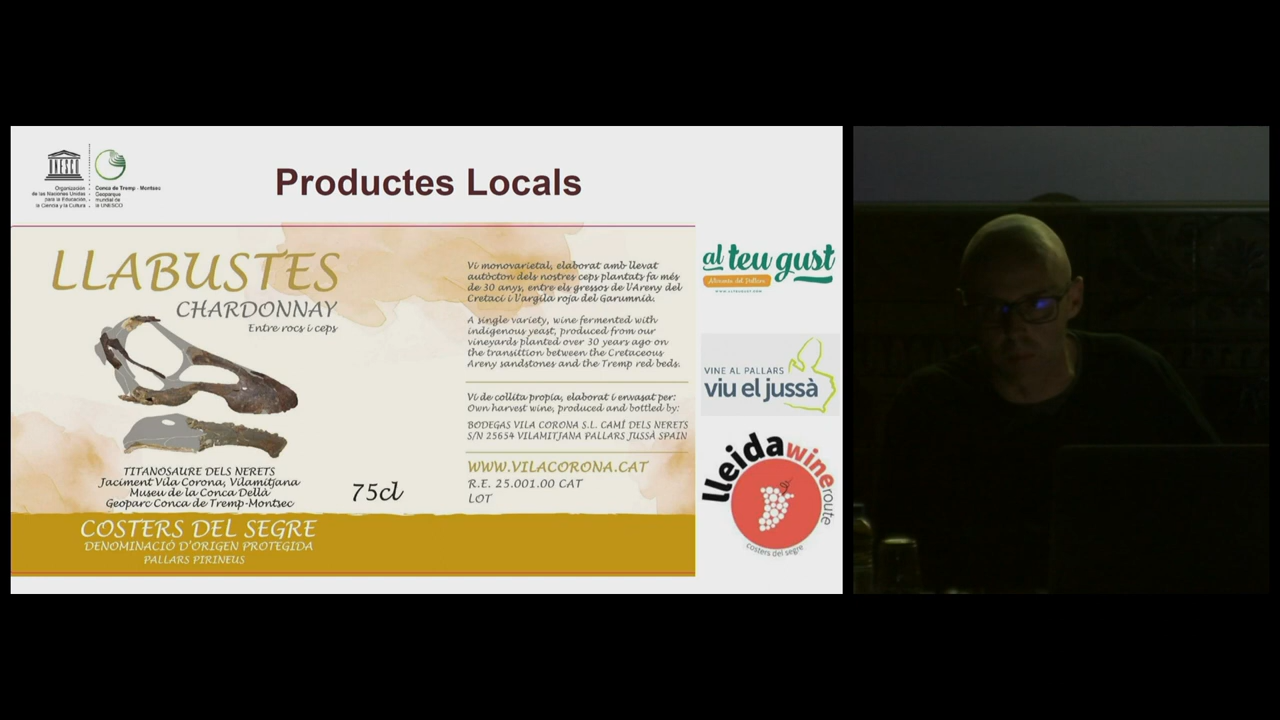 UNESCO
Organización
de las Naciones Unidas
para la Educación,
la Ciencia y la Cultura
Conca de Tremp - Montsec
Geoparque
mundial de
la UNESCO
Productes Locals
LLABUSTES
CHARDONNAY
Entre rocs i ceps
TITANOSAURE DELS NERETS
Jaciment Vila Corona, Vilamitjana
Museu de la Conca Dellà
Geoparc Conca de Tremp-Montsec
75cl
COSTERS DEL SEGRE
DENOMINACIÓ D'ORIGEN PROTEGIDA
PALLARS PIRINEUS
Vi monovarietal, elaborat amb llevat
autòcton dels nostres ceps plantats fa més
de 30 anys, entre els gressos de l'Areny del
Cretaci i l'argila roja del Garumnià.
A single variety, wine fermented with
indigenous yeast, produced from our
vineyards planted over 30 years ago on
the transition between the Cretaceous
Areny sandstones and the Tremp red beds.
Vi de collita propia, elaborat i envasat per:
Own harvest wine, produced and bottled by:
BODEGAS VILA CORONA S.L. CAMÍ DELS NERETS
S/N 25654 VILAMITJANA PALLARS JUSSÀ SPAIN
WWW.VILACORONA.CAT
R.E. 25.001.00 CAT
LOT
al teu gust
Aliments del Pallars
VINE AL PALLARS
viu el jussà
lleidawineroute
costers del segre